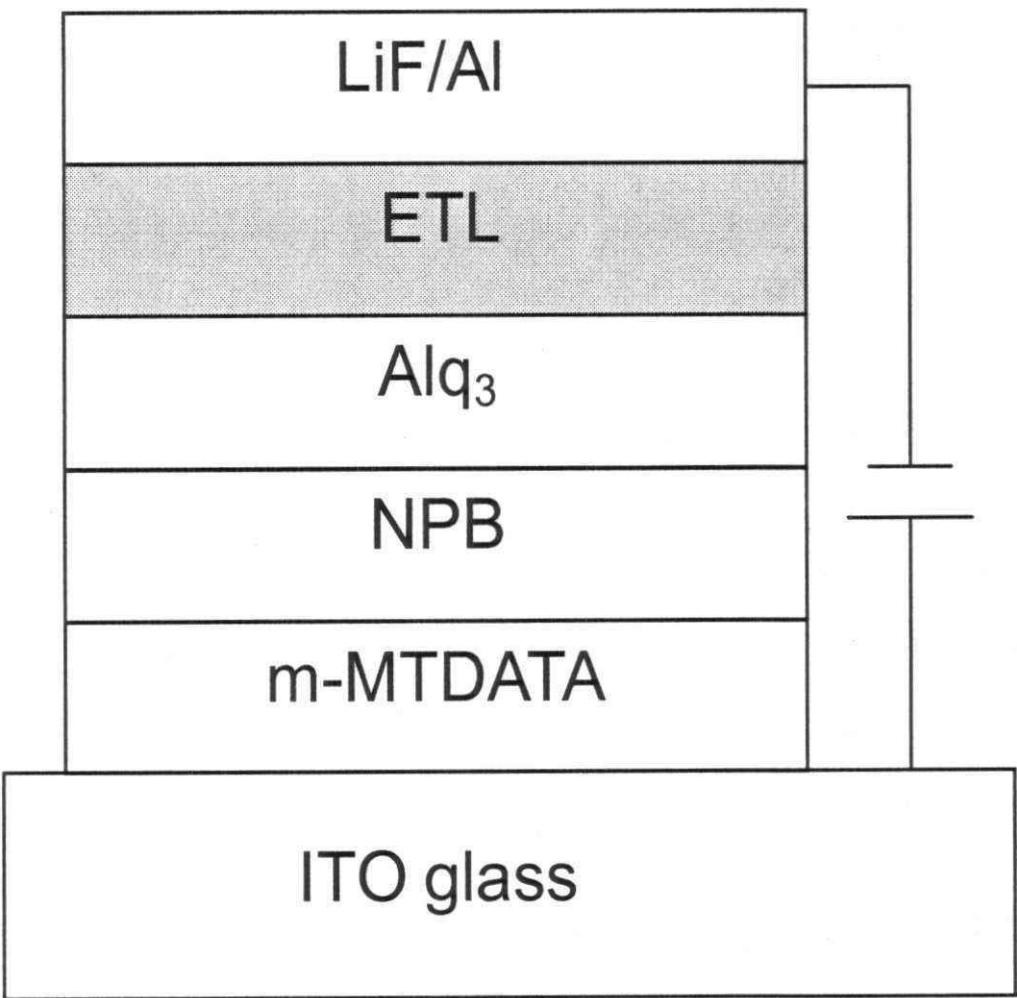 LiF/Al
ETL
Alq₃
NPB
m-MTDATA
ITO glass